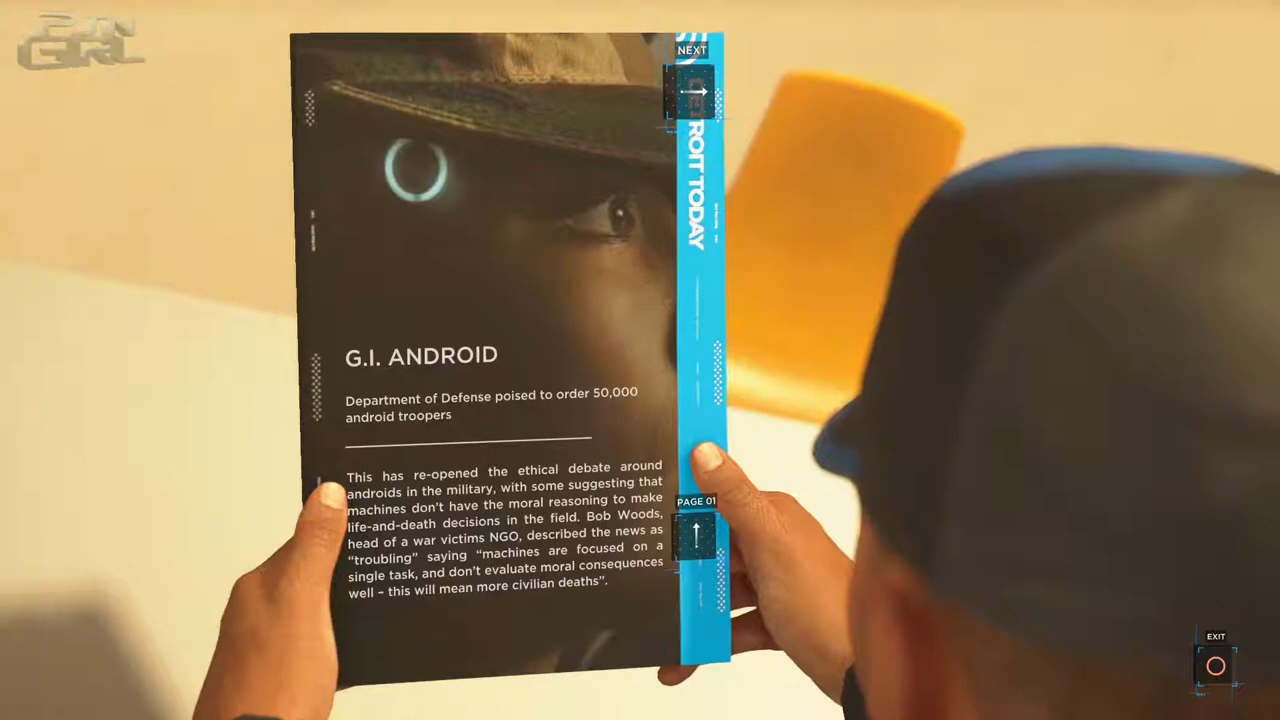 PJN
GIRL
NEXT
DETROIT TODAY
G.I. ANDROID
Department of Defense poised to order 50,000
android troopers
This has re-opened the ethical debate around
androids in the military, with some suggesting that
machines don't have the moral reasoning to make
life-and-death decisions in the field. Bob Woods,
head of a war victims NGO, described the news as
“troubling” saying “machines are focused on a
single task, and don't evaluate moral consequences
well – this will mean more civilian deaths”.
PAGE 01
EXIT